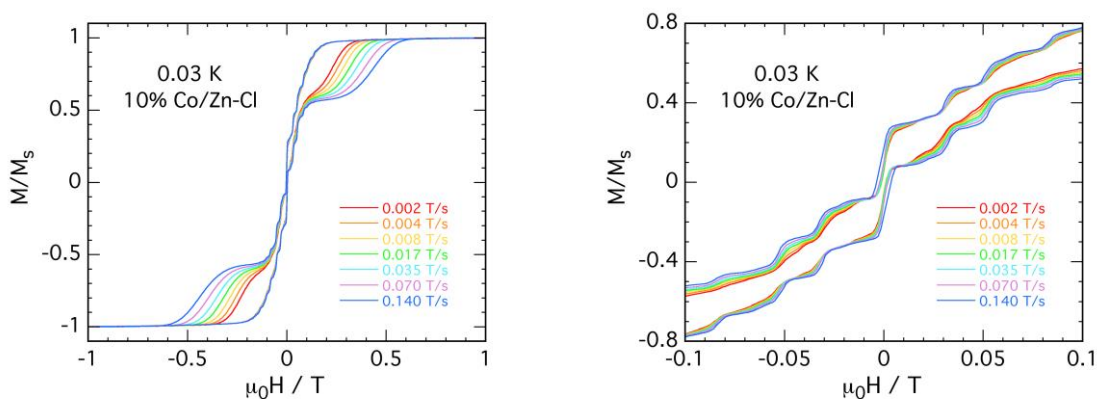 1
0.5
0
-0.5
-1
M/Mₛ
0.03 K
10% Co/Zn-Cl
0.002 T/s
0.004 T/s
0.008 T/s
0.017 T/s
0.035 T/s
0.070 T/s
0.140 T/s
-1 -0.5 0 0.5 1
μ₀H / T
0.8
0.4
0
-0.4
-0.8
M/Mₛ
0.03 K
10% Co/Zn-Cl
0.002 T/s
0.004 T/s
0.008 T/s
0.017 T/s
0.035 T/s
0.070 T/s
0.140 T/s
-0.1 -0.05 0 0.05 0.1
μ₀H / T